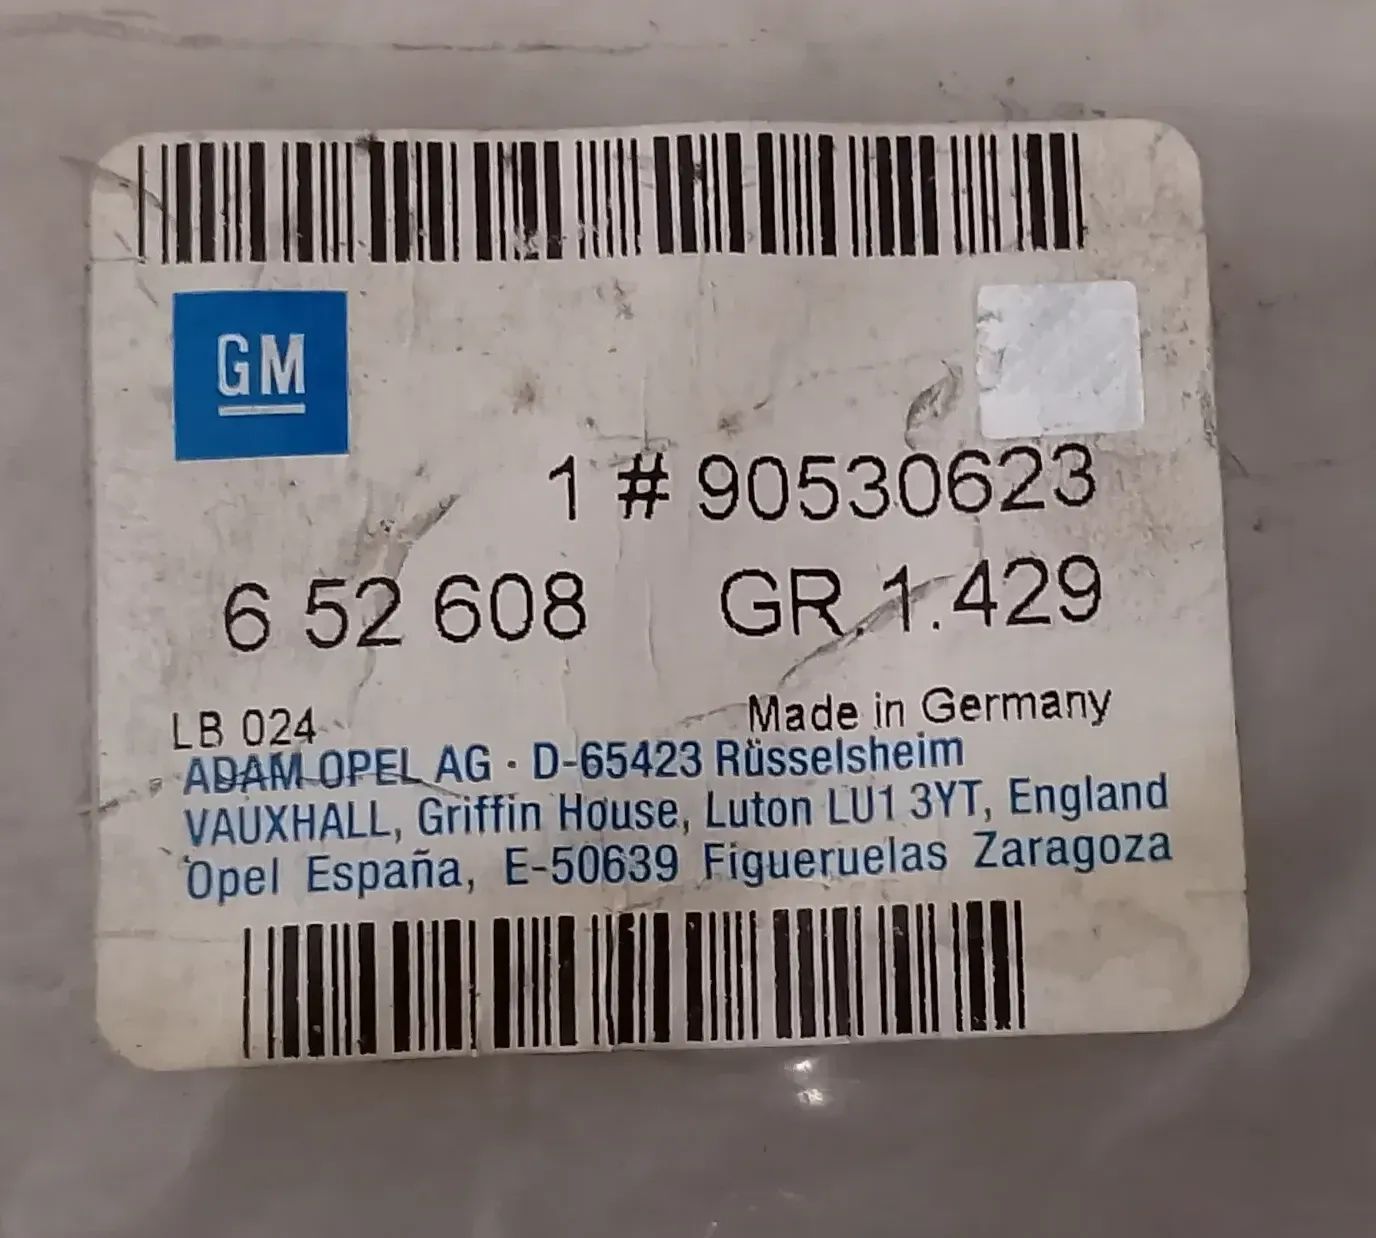 GM
1 # 90530623
6 52 608 GR. 1.429
LB 024 Made in Germany
ADAM OPEL AG · D-65423 Rüsselsheim
VAUXHALL, Griffin House, Luton LU1 3YT, England
Opel España, E-50639 Figueruelas Zaragoza